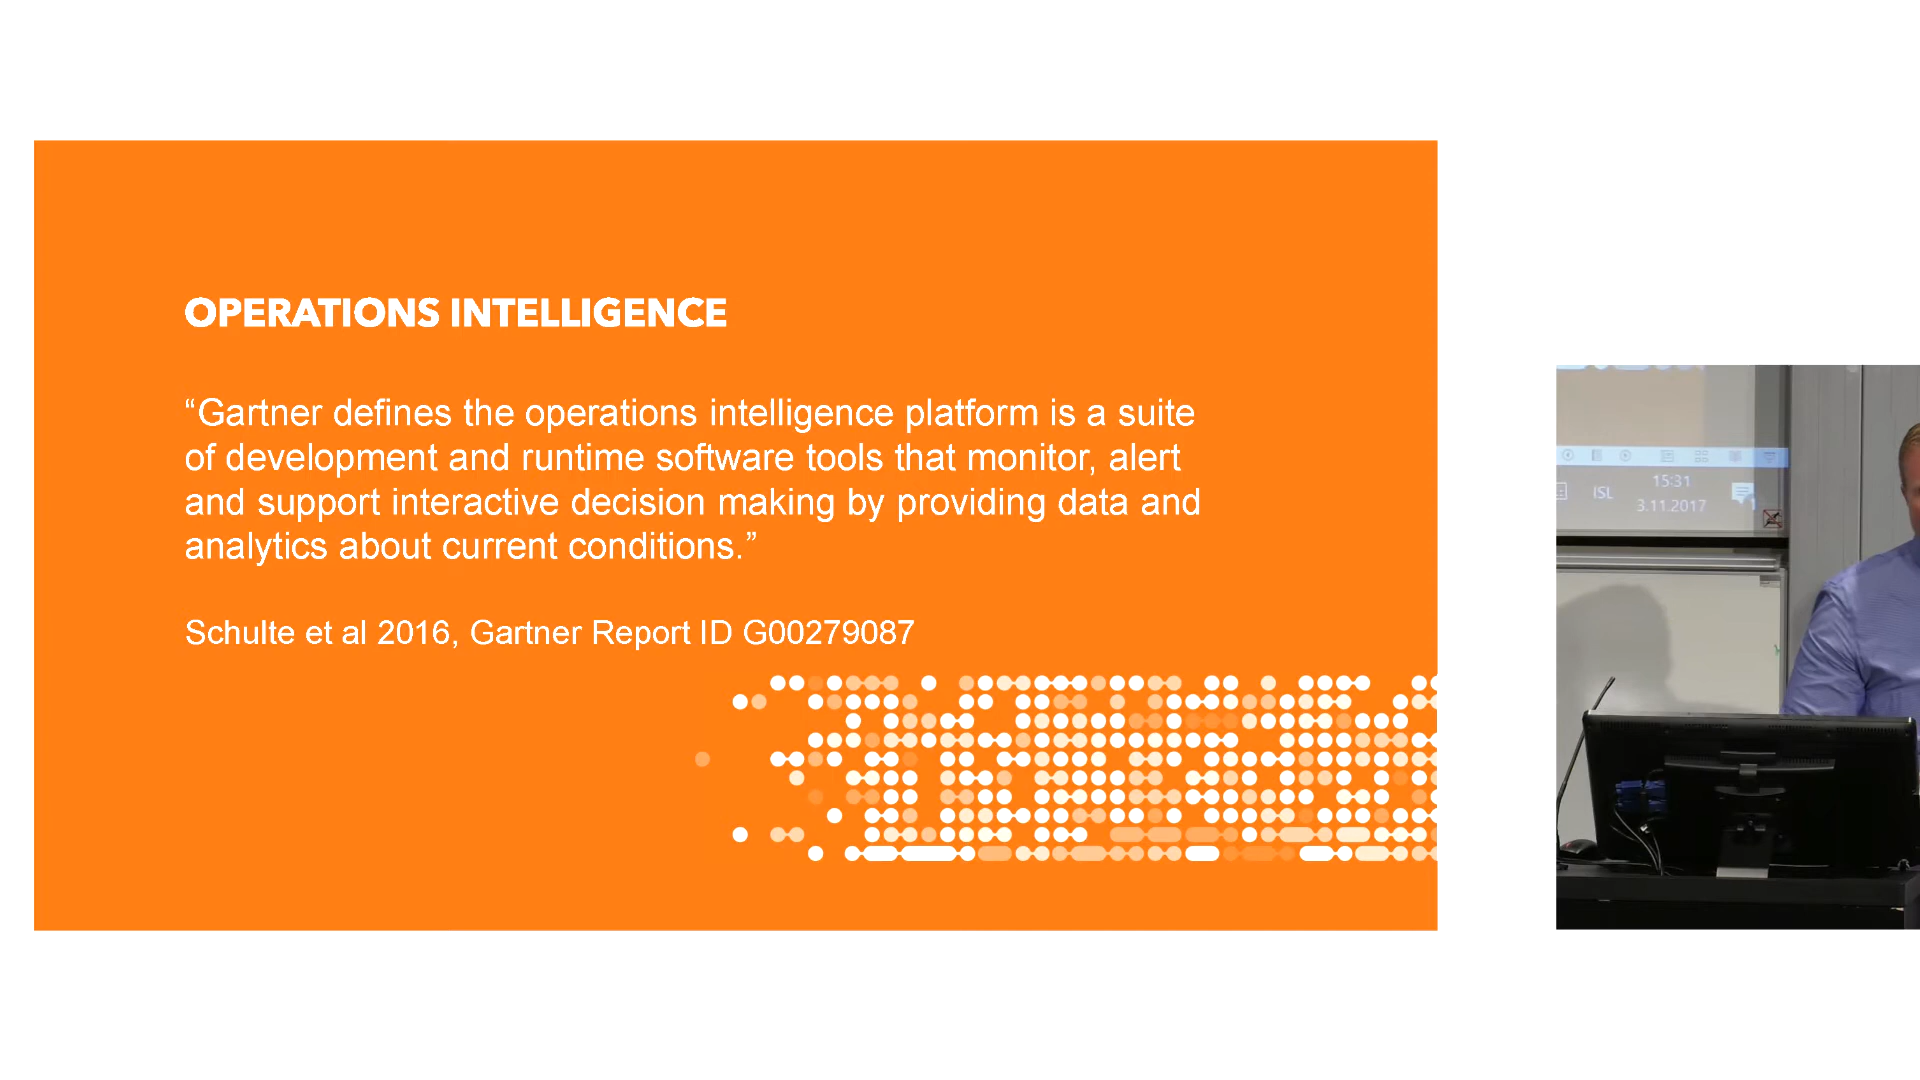 OPERATIONS INTELLIGENCE
“Gartner defines the operations intelligence platform is a suite
of development and runtime software tools that monitor, alert
and support interactive decision making by providing data and
analytics about current conditions.”
Schulte et al 2016, Gartner Report ID G00279087
15:31
ISL
3.11.2017
1